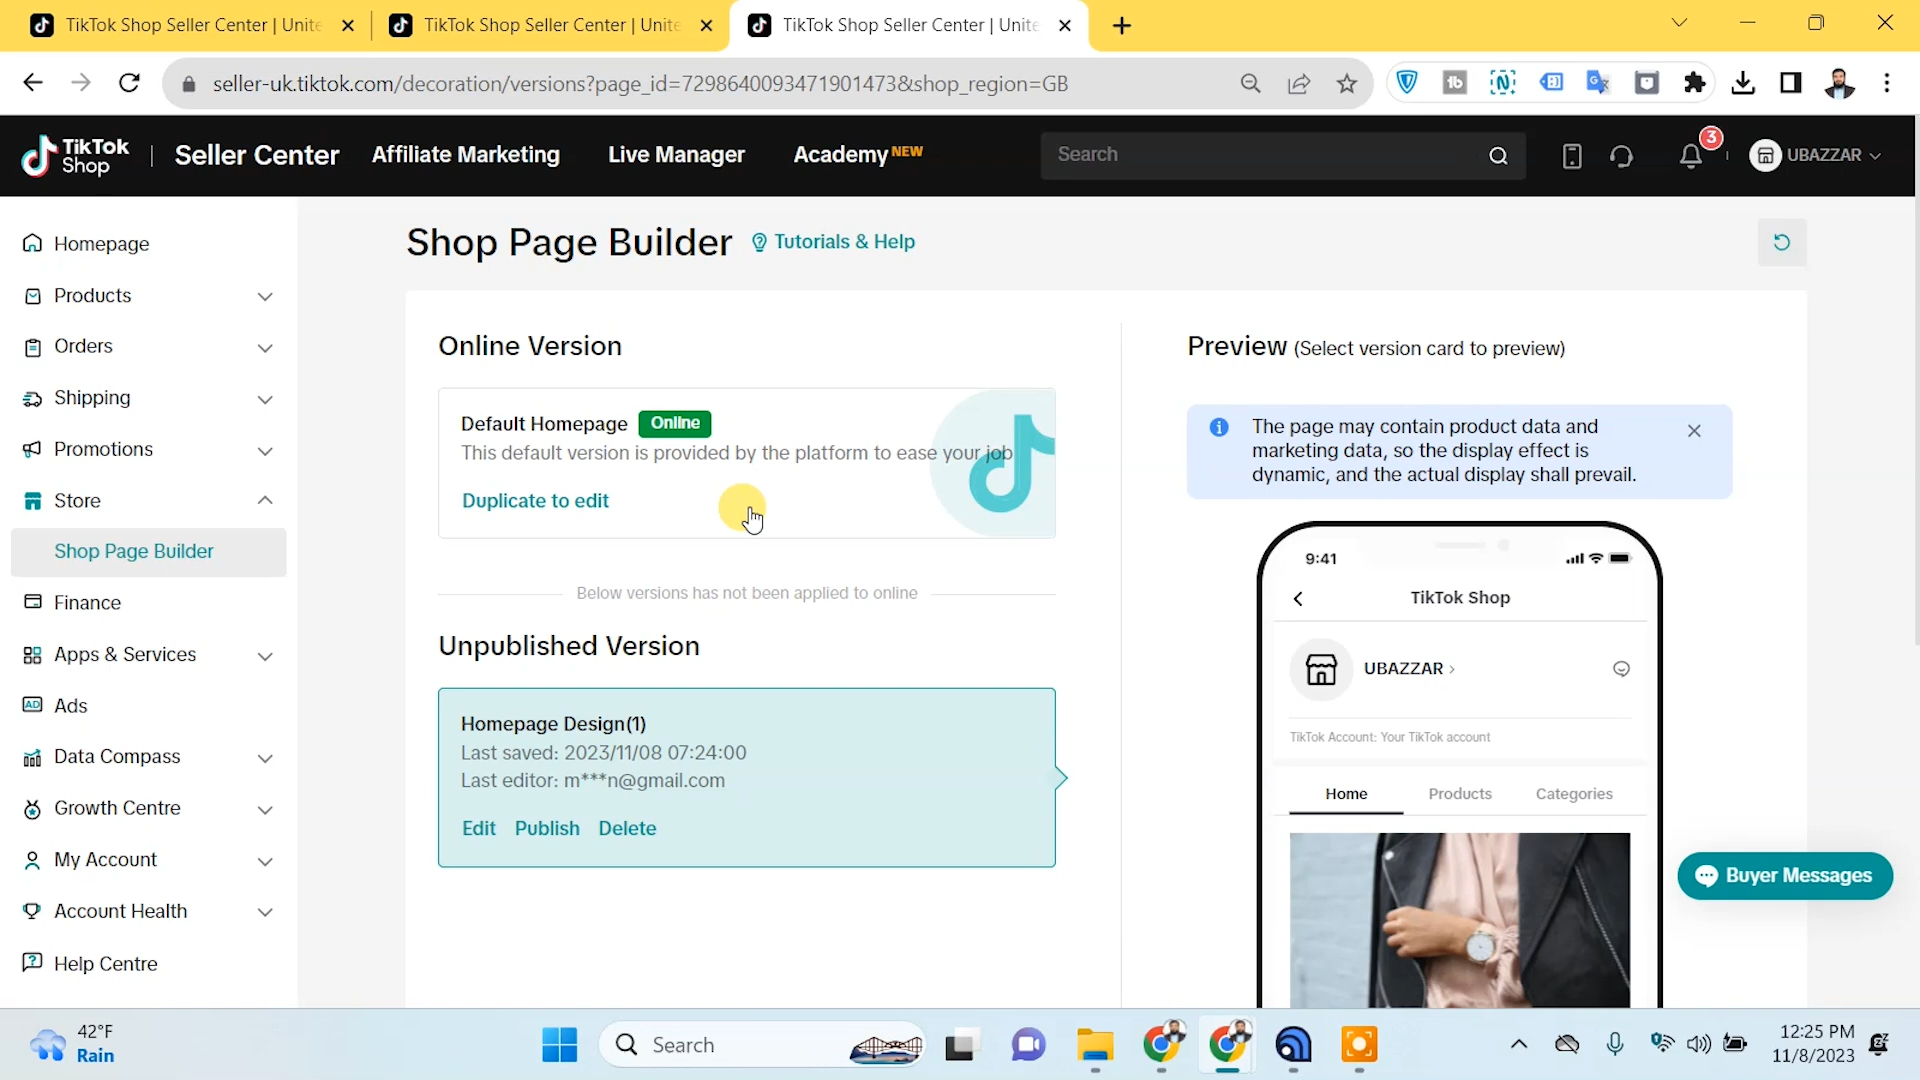 TikTok Shop Seller Center | Unite
TikTok Shop Seller Center | Unite
TikTok Shop Seller Center | Unite
seller-uk.tiktok.com/decoration/versions?page_id=7298640093471901473&shop_region=GB
TikTok Shop
Seller Center
Affiliate Marketing
Live Manager
Academy NEW
Search
3
UBAZZAR
Homepage
Products
Orders
Shipping
Promotions
Store
Shop Page Builder
Finance
Apps & Services
Ads
Data Compass
Growth Centre
My Account
Account Health
Help Centre
Shop Page Builder
Tutorials & Help
Online Version
Default Homepage Online
This default version is provided by the platform to ease your job
Duplicate to edit
Below versions has not been applied to online
Unpublished Version
Homepage Design(1)
Last saved: 2023/11/08 07:24:00
Last editor: m***n@gmail.com
Edit Publish Delete
Preview (Select version card to preview)
The page may contain product data and
marketing data, so the display effect is
dynamic, and the actual display shall prevail.
9:41
TikTok Shop
UBAZZAR
TikTok Account: Your TikTok account
Home Products Categories
Buyer Messages
42°F
Rain
Search
12:25 PM
11/8/2023